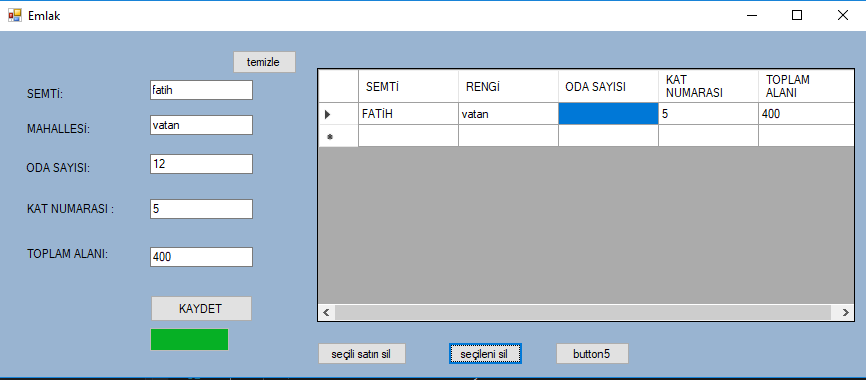 Emlak
temizle
SEMTİ:
fatih
MAHALLESİ:
vatan
ODA SAYISI:
12
KAT NUMARASI :
5
TOPLAM ALANI:
400
KAYDET
SEMTİ RENGİ ODA SAYISI KAT NUMARASI TOPLAM ALANI
FATİH vatan 5 400
seçili satırı sil
seçileni sil
button5